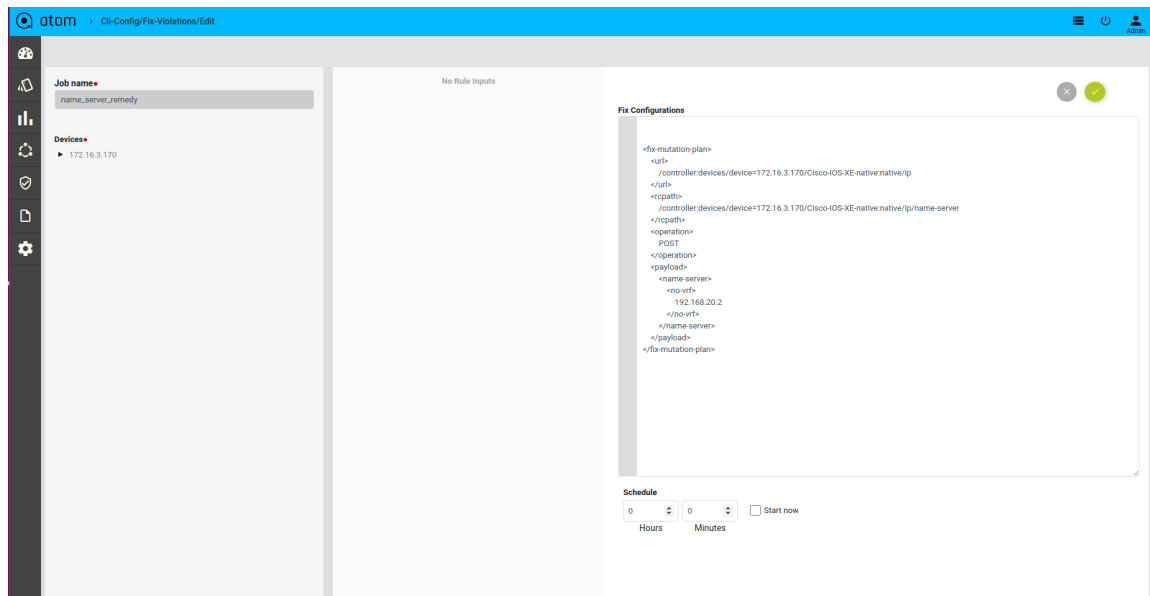 atom > Cli-Config/Fix-Violations/Edit
Admin
Job name
name_server_remedy
Devices
172.16.3.170
No Rule Inputs
Fix Configurations
<fix-mutation-plan>
<url>
/controller:devices/device=172.16.3.170/Cisco-IOS-XE-native:native/ip
</url>
<rcpath>
/controller:devices/device=172.16.3.170/Cisco-IOS-XE-native:native/ip/name-server
</rcpath>
<operation>
POST
</operation>
<payload>
<name-server>
<no-vrf>
192.168.20.2
</no-vrf>
</name-server>
</payload>
</fix-mutation-plan>
Schedule
0 0 Start now
Hours Minutes